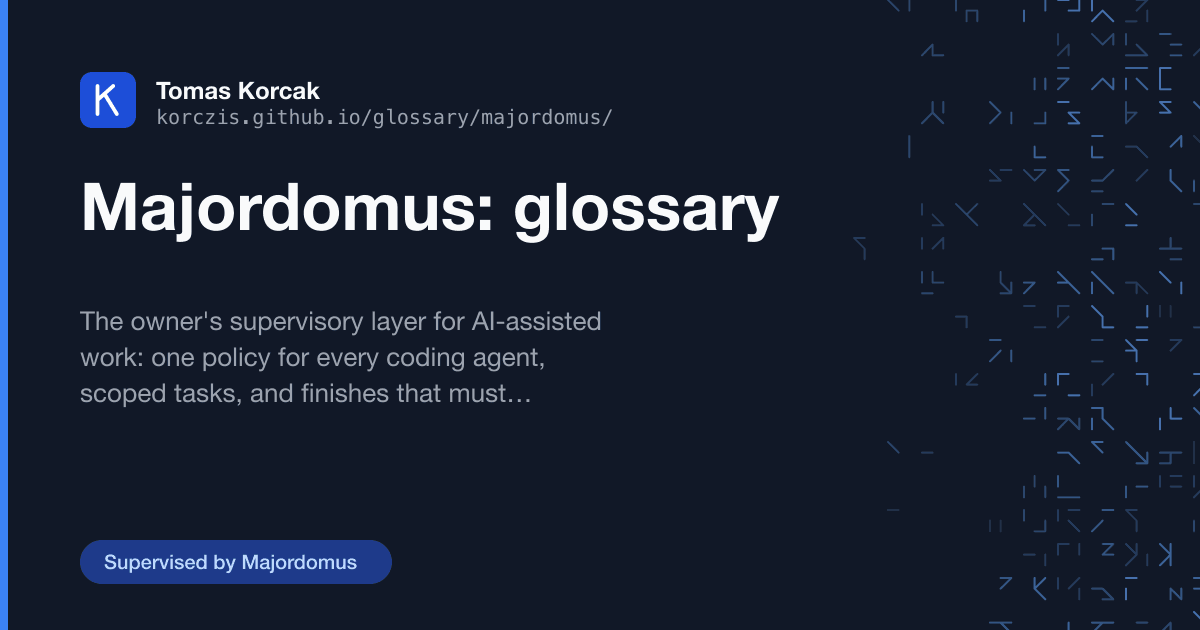 Tomas Korcak
korczis.github.io/glossary/majordomus/
Majordomus: glossary
The owner's supervisory layer for AI-assisted
work: one policy for every coding agent,
scoped tasks, and finishes that must…
Supervised by Majordomus